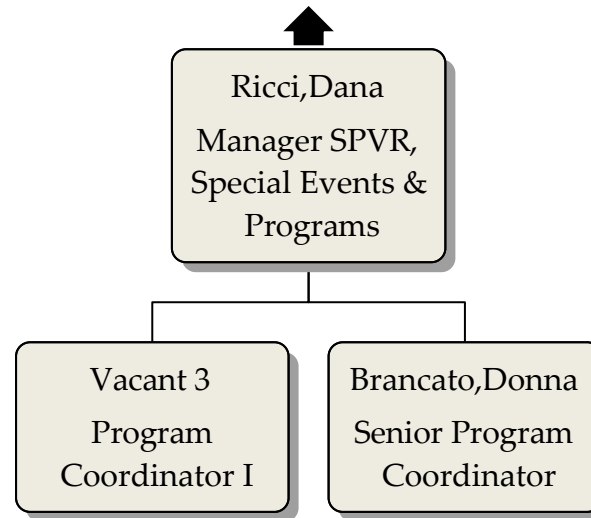 Ricci,Dana
Manager SPVR,
Special Events &
Programs
Vacant 3
Program
Coordinator I
Brancato,Donna
Senior Program
Coordinator